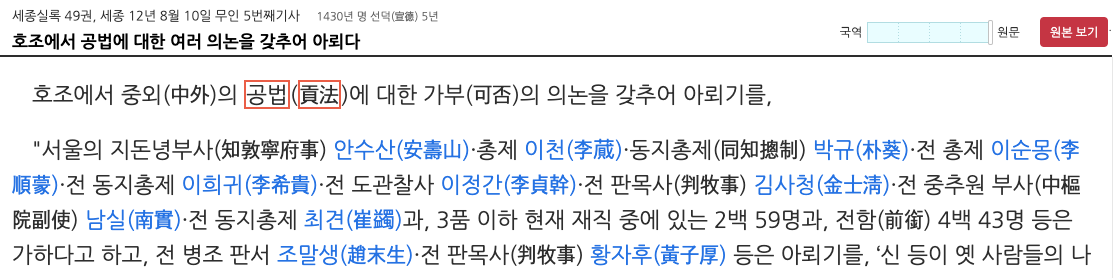 세종실록 49권, 세종 12년 8월 10일 무인 5번째기사 1430년 명 선덕(宣德) 5년
호조에서 공법에 대한 여러 의논을 갖추어 아뢰다
국역 원문 원본 보기
호조에서 중외(中外)의 공법(貢法)에 대한 가부(可否)의 의논을 갖추어 아뢰기를,
"서울의 지돈녕부사(知敦寧府事) 안수산(安壽山)·총제 이천(李蕆)·동지총제(同知摠制) 박규(朴葵)·전 총제 이순몽(李
順蒙)·전 동지총제 이희귀(李希貴)·전 도관찰사 이정간(李貞幹)·전 판목사(判牧事) 김사청(金士淸)·전 중추원 부사(中樞
院副使) 남실(南實)·전 동지총제 최견(崔蠲)과, 3품 이하 현재 재직 중에 있는 2백 59명과, 전함(前銜) 4백 43명 등은
가하다고 하고, 전 병조 판서 조말생(趙末生)·전 판목사(判牧事) 황자후(黃子厚) 등은 아뢰기를, ‘신 등이 옛 사람들의 나